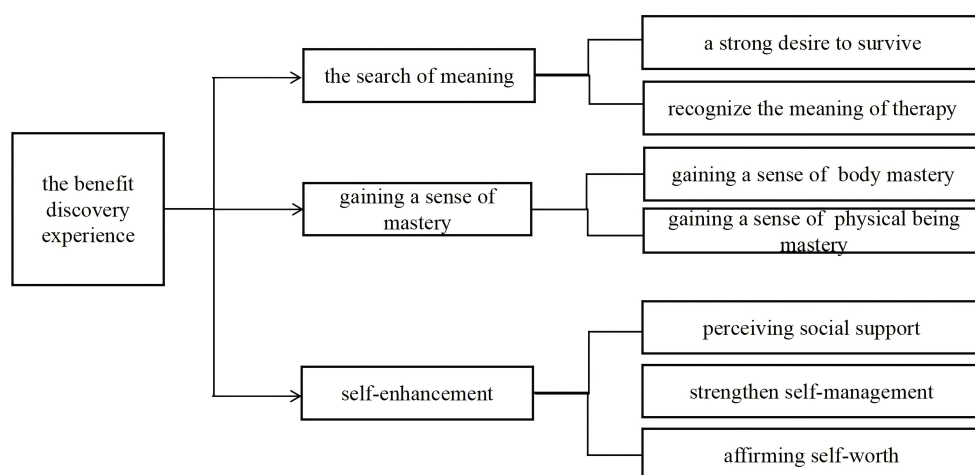 the benefit
discovery
experience
the search of meaning
a strong desire to survive
recognize the meaning of therapy
gaining a sense of
mastery
gaining a sense of body mastery
gaining a sense of physical being
mastery
self-enhancement
perceiving social support
strengthen self-management
affirming self-worth